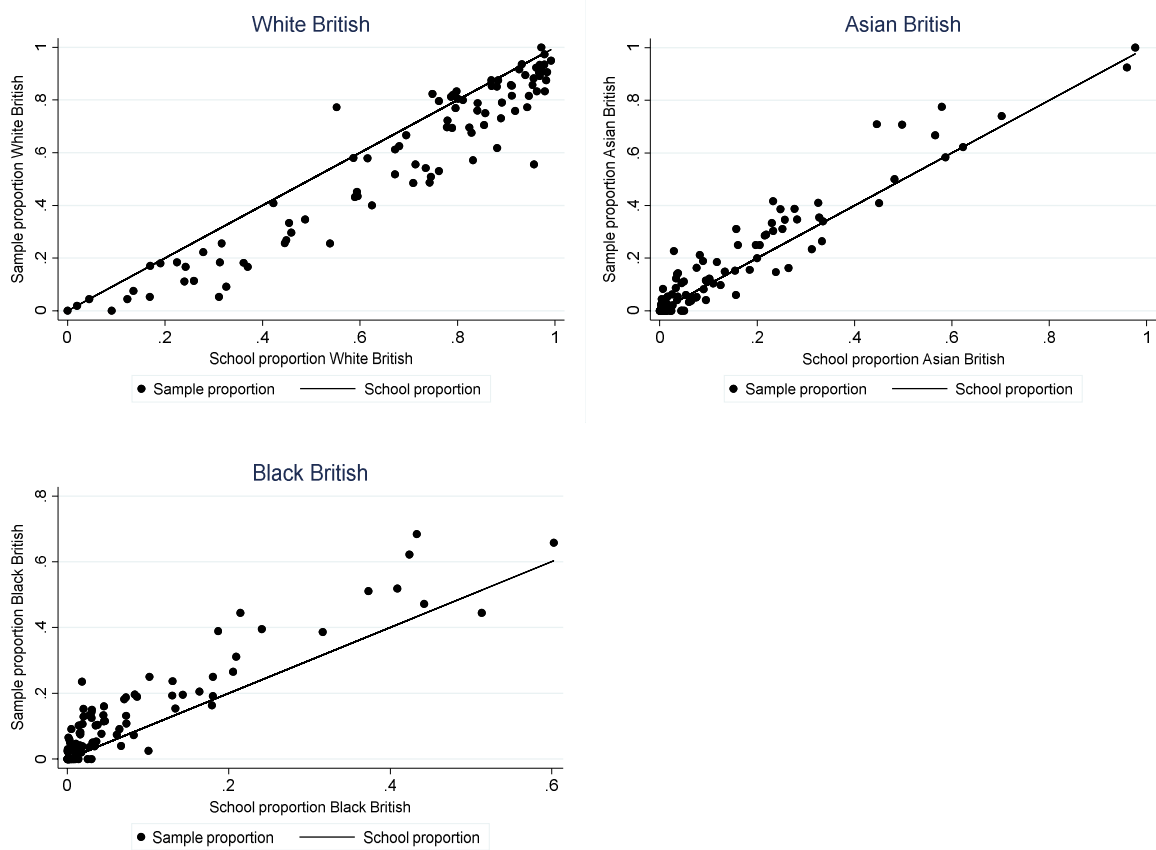 White British
Sample proportion White British
1
.8
.6
.4
.2
0
0 .2 .4 .6 .8 1
School proportion White British
Sample proportion School proportion
Asian British
Sample proportion Asian British
1
.8
.6
.4
.2
0
0 .2 .4 .6 .8 1
School proportion Asian British
Sample proportion School proportion
Black British
Sample proportion Black British
.8
.6
.4
.2
0
0 .2 .4 .6
School proportion Black British
Sample proportion School proportion